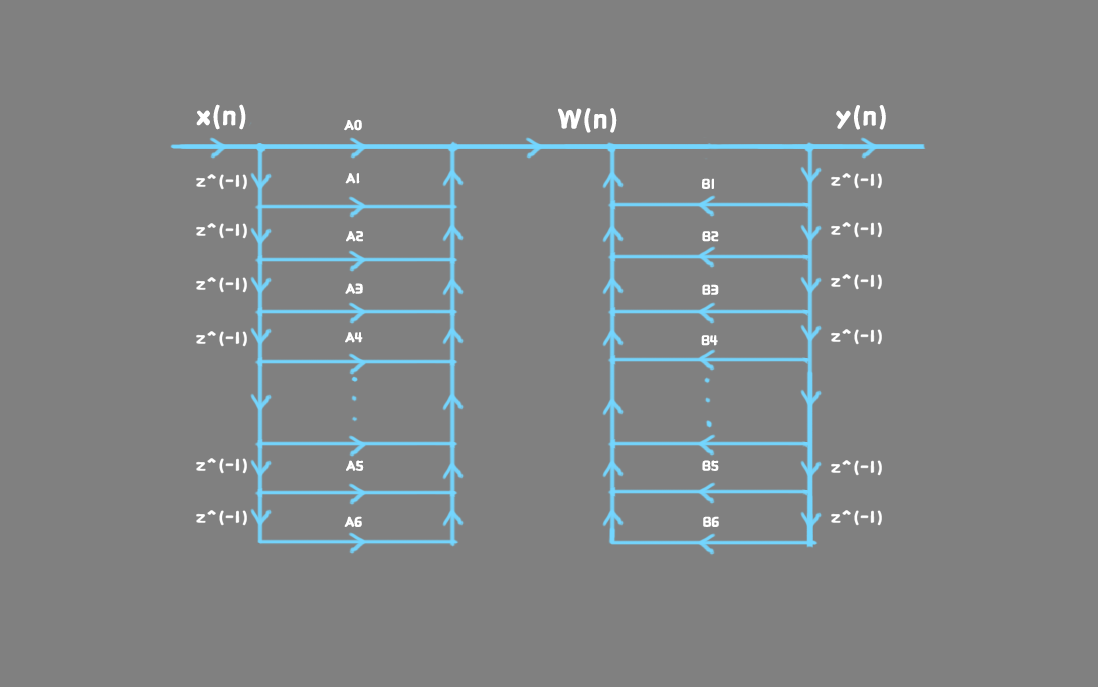 x(n) A0 W(n) y(n)
z^(-1) A1 B1 z^(-1)
z^(-1) A2 B2 z^(-1)
z^(-1) A3 B3 z^(-1)
z^(-1) A4 B4 z^(-1)
z^(-1) A5 B5 z^(-1)
z^(-1) A6 B6 z^(-1)